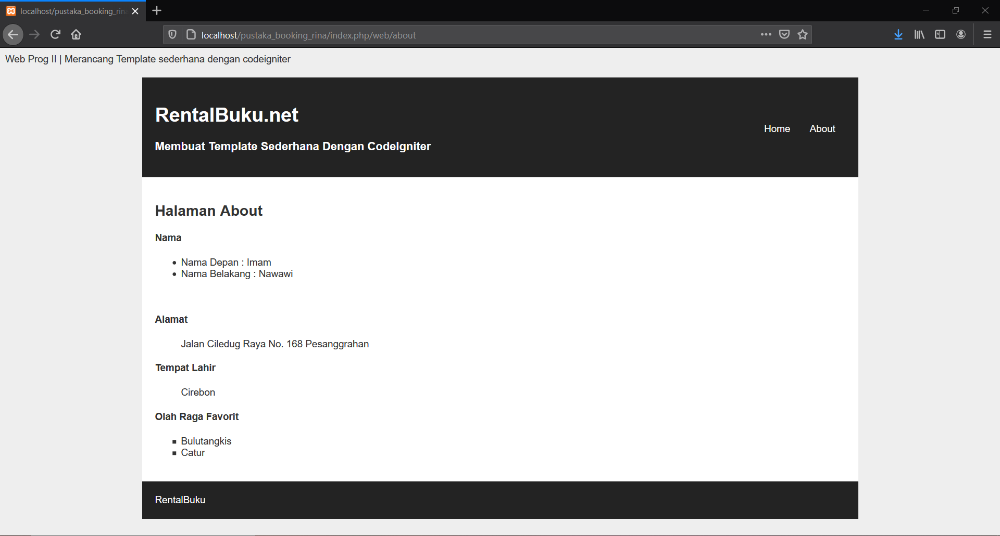 localhost/pustaka_booking_rina
localhost/pustaka_booking_rina/index.php/web/about
Web Prog II | Merancang Template sederhana dengan codeigniter
RentalBuku.net
Home About
Membuat Template Sederhana Dengan CodeIgniter
Halaman About
Nama
Nama Depan : Imam
Nama Belakang : Nawawi
Alamat
Jalan Ciledug Raya No. 168 Pesanggrahan
Tempat Lahir
Cirebon
Olah Raga Favorit
Bulutangkis
Catur
RentalBuku